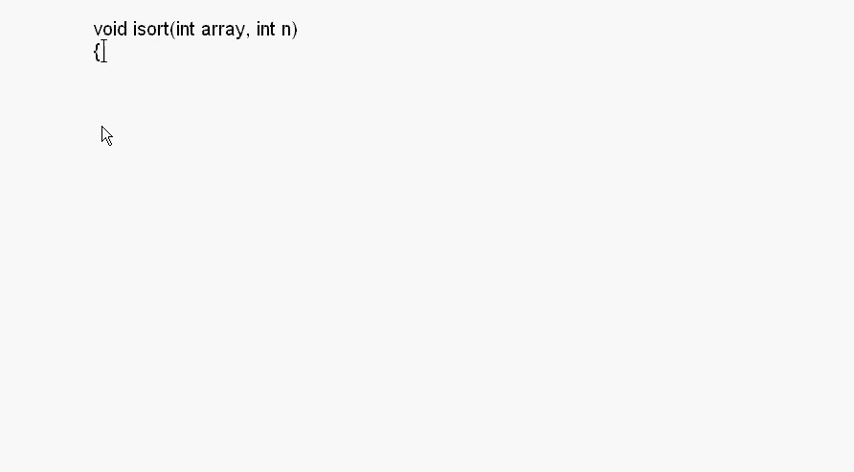 void isort(int array, int n)
{